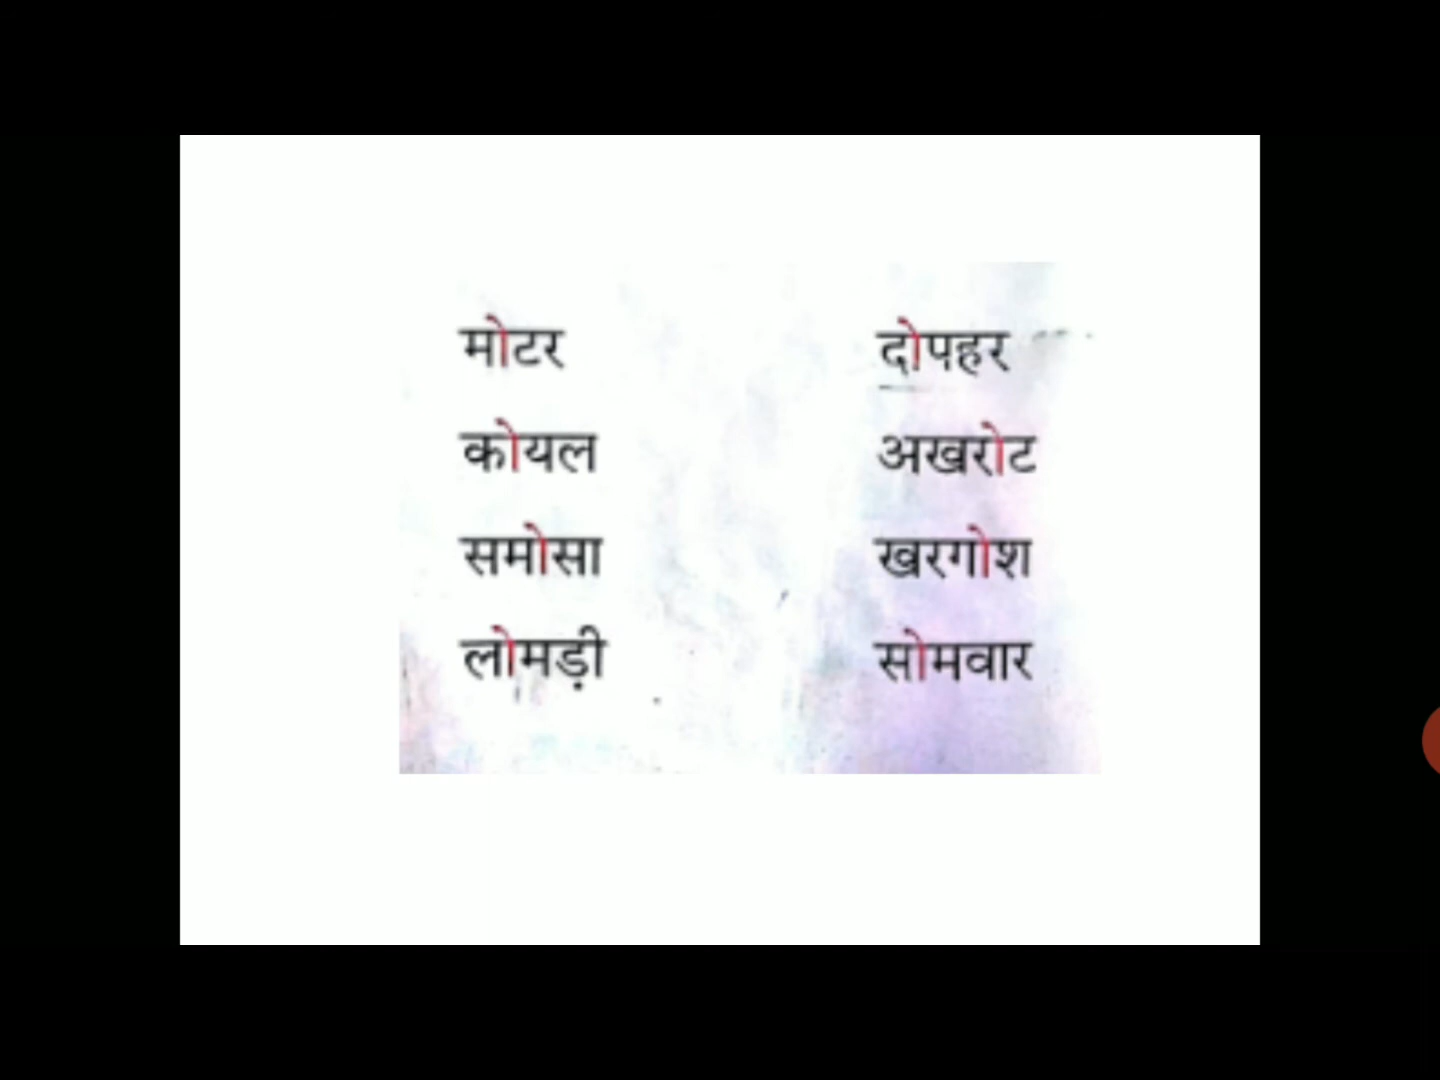 मोटर दोपहर
कोयल अखरोट
समोसा खरगोश
लोमड़ी सोमवार